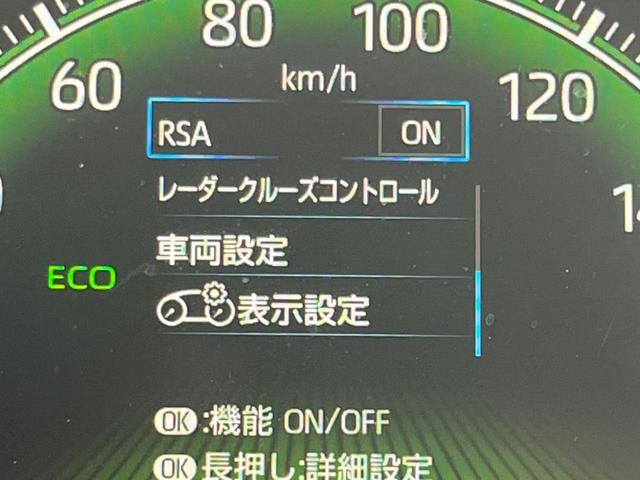 80 100
60 km/h 120
RSA ON
レーダークルーズコントロール
車両設定
ECO
表示設定
OK:機能 ON/OFF
OK長押し:詳細設定